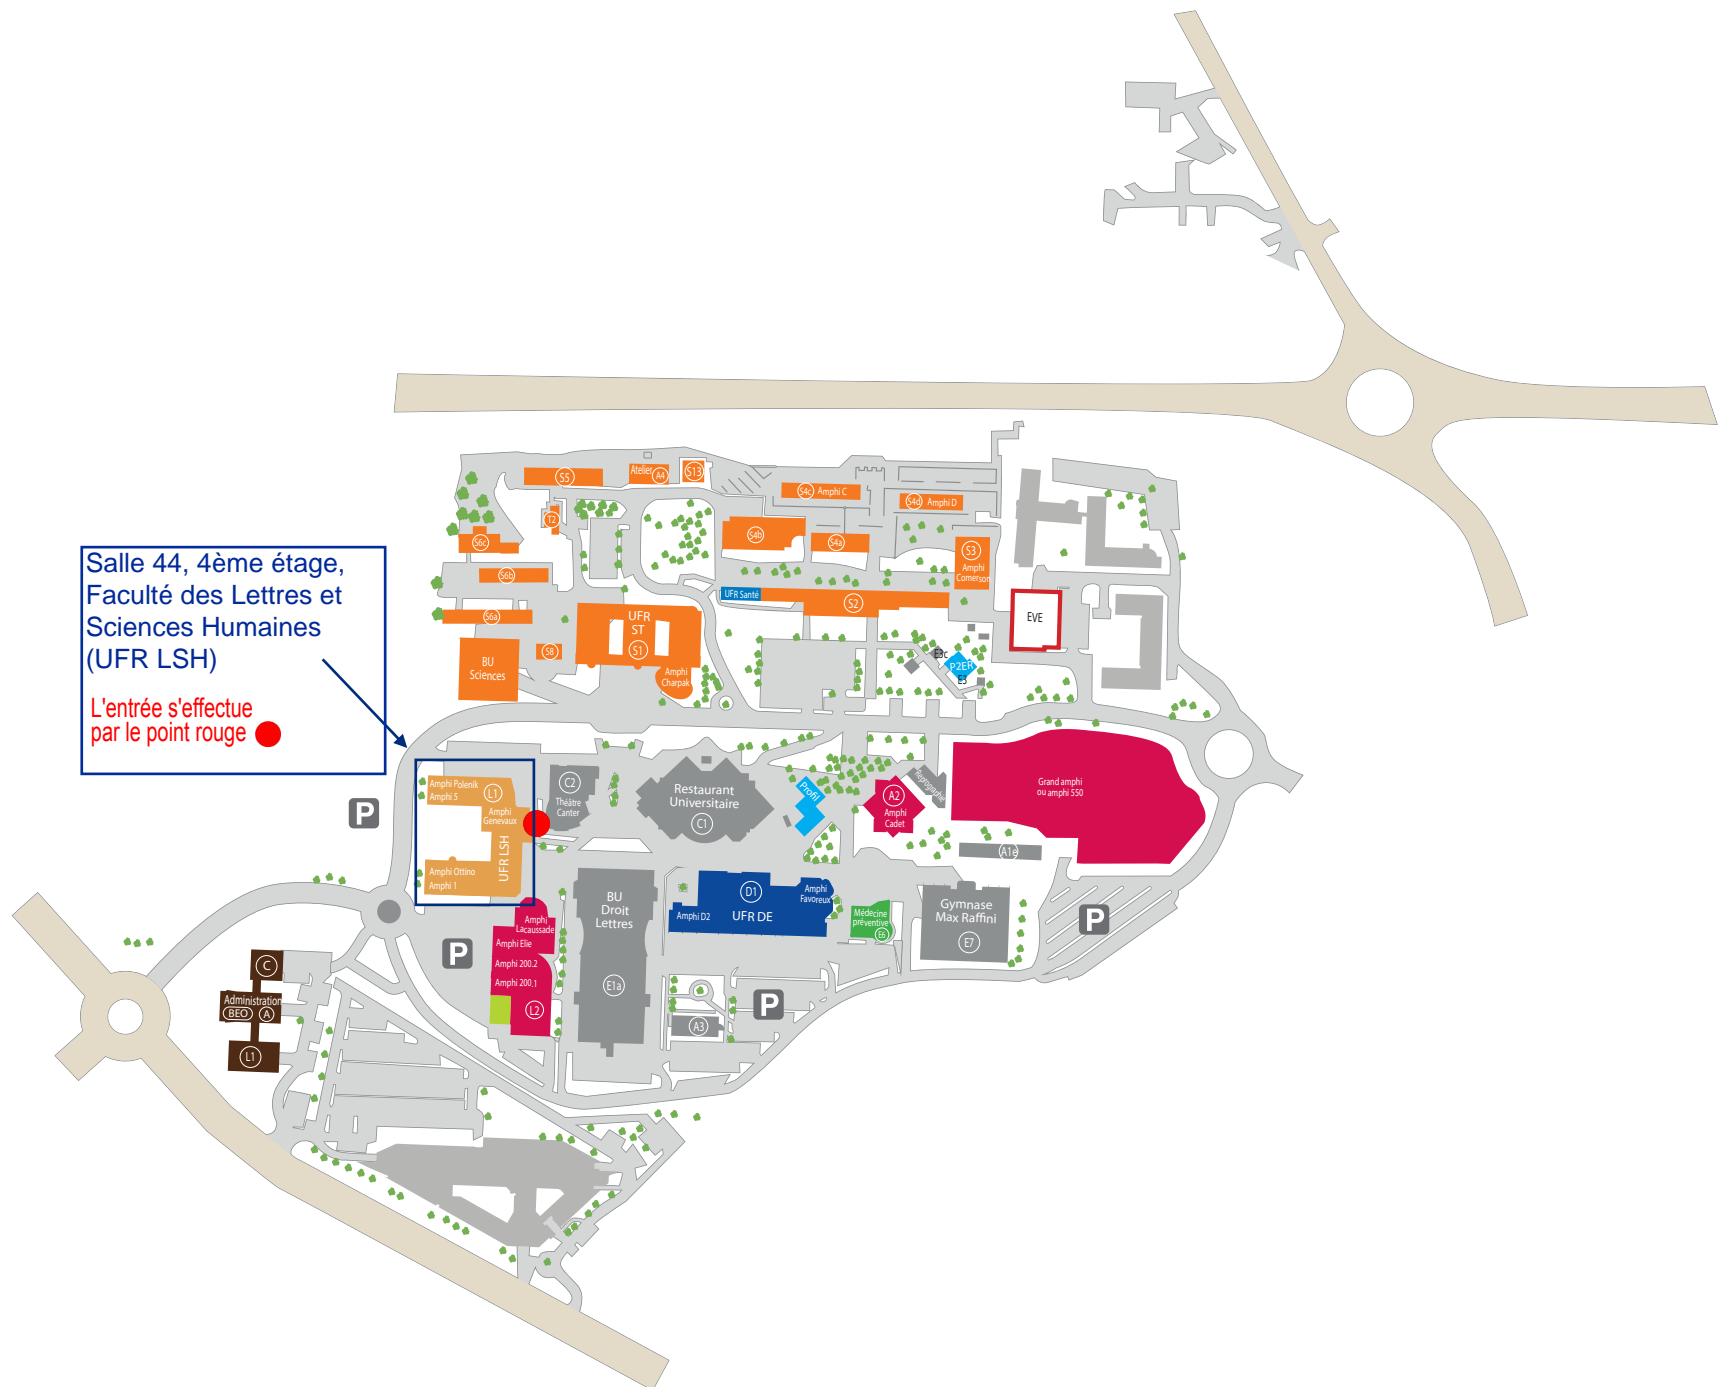 S5
Atelier
A4
S13
S4c Amphi C
S4d Amphi D
T2
S6c
S4b
S4a
S3
Amphi
Comerson
Salle 44, 4ème étage,
Faculté des Lettres et
Sciences Humaines
(UFR LSH)
L'entrée s'effectue
par le point rouge
S6b
UFR Santé
S2
S6a
UFR
ST
S1
EVE
S8
BU
Sciences
Amphi
Charpak
E3c
P2ER
E3
Amphi Polenik
Amphi 5
L1
Amphi
Genevaux
UFR LSH
Amphi Ottino
Amphi 1
C2
Théâtre
Canter
Restaurant
Universitaire
C1
Profil
A2
Amphi
Cadet
Reprographie
Grand amphi
ou amphi 550
A1e
P
BU
Droit
Lettres
E1a
D1
Amphi
Favoreux
Amphi D2
UFR DE
Médecine
préventive
E6
Gymnase
Max Raffini
E7
P
Amphi
Lacaussade
Amphi Elie
Amphi 200.2
Amphi 200.1
L2
P
C
Administration
BEO
A
L1
A3
P